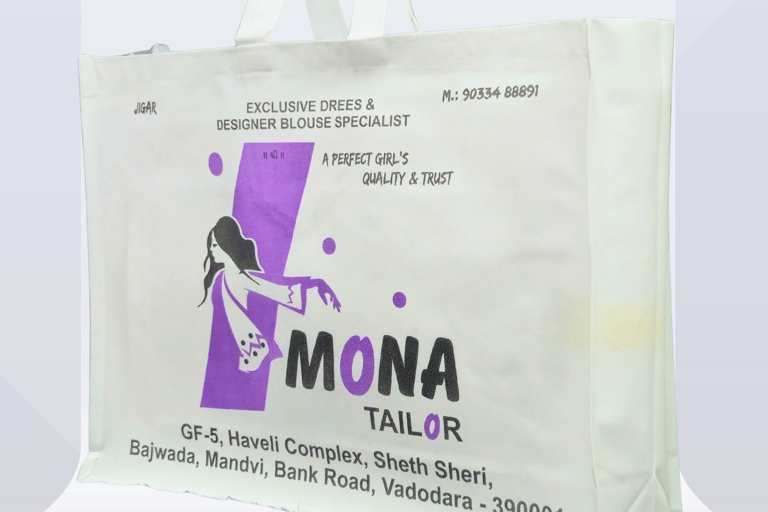 JIGAR
M.: 90334 88891
EXCLUSIVE DREES &
DESIGNER BLOUSE SPECIALIST
A PERFECT GIRL'S
QUALITY & TRUST
MONA
TAILOR
GF-5, Haveli Complex, Sheth Sheri,
Bajwada, Mandvi, Bank Road, Vadodara - 390001